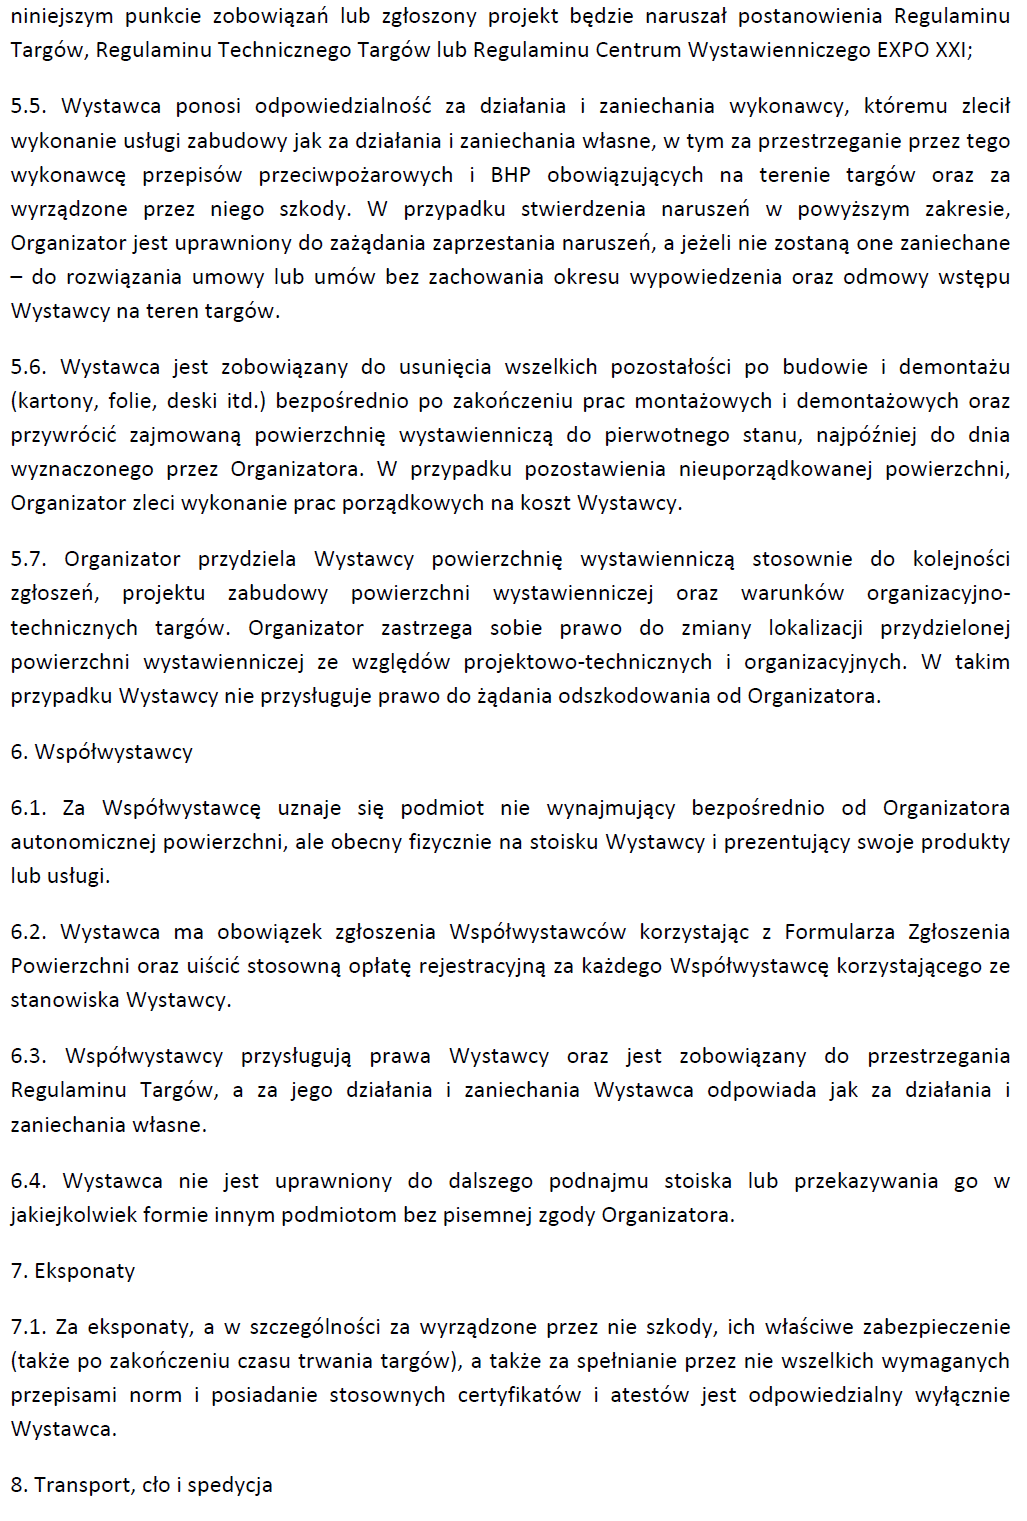 niniejszym punkcie zobowiązań lub zgłoszony projekt będzie naruszał postanowienia Regulaminu
Targów, Regulaminu Technicznego Targów lub Regulaminu Centrum Wystawienniczego EXPO XXI;
5.5. Wystawca ponosi odpowiedzialność za działania i zaniechania wykonawcy, któremu zlecił
wykonanie usługi zabudowy jak za działania i zaniechania własne, w tym za przestrzeganie przez tego
wykonawcę przepisów przeciwpożarowych i BHP obowiązujących na terenie targów oraz za
wyrządzone przez niego szkody. W przypadku stwierdzenia naruszeń w powyższym zakresie,
Organizator jest uprawniony do zażądania zaprzestania naruszeń, a jeżeli nie zostaną one zaniechane
– do rozwiązania umowy lub umów bez zachowania okresu wypowiedzenia oraz odmowy wstępu
Wystawcy na teren targów.
5.6. Wystawca jest zobowiązany do usunięcia wszelkich pozostałości po budowie i demontażu
(kartony, folie, deski itd.) bezpośrednio po zakończeniu prac montażowych i demontażowych oraz
przywrócić zajmowaną powierzchnię wystawienniczą do pierwotnego stanu, najpóźniej do dnia
wyznaczonego przez Organizatora. W przypadku pozostawienia nieuporządkowanej powierzchni,
Organizator zleci wykonanie prac porządkowych na koszt Wystawcy.
5.7. Organizator przydziela Wystawcy powierzchnię wystawienniczą stosownie do kolejności
zgłoszeń, projektu zabudowy powierzchni wystawienniczej oraz warunków organizacyjno-
technicznych targów. Organizator zastrzega sobie prawo do zmiany lokalizacji przydzielonej
powierzchni wystawienniczej ze względów projektowo-technicznych i organizacyjnych. W takim
przypadku Wystawcy nie przysługuje prawo do żądania odszkodowania od Organizatora.
6. Współwystawcy
6.1. Za Współwystawcę uznaje się podmiot nie wynajmujący bezpośrednio od Organizatora
autonomicznej powierzchni, ale obecny fizycznie na stoisku Wystawcy i prezentujący swoje produkty
lub usługi.
6.2. Wystawca ma obowiązek zgłoszenia Współwystawców korzystając z Formularza Zgłoszenia
Powierzchni oraz uiścić stosowną opłatę rejestracyjną za każdego Współwystawcę korzystającego ze
stanowiska Wystawcy.
6.3. Współwystawcy przysługują prawa Wystawcy oraz jest zobowiązany do przestrzegania
Regulaminu Targów, a za jego działania i zaniechania Wystawca odpowiada jak za działania i
zaniechania własne.
6.4. Wystawca nie jest uprawniony do dalszego podnajmu stoiska lub przekazywania go w
jakiejkolwiek formie innym podmiotom bez pisemnej zgody Organizatora.
7. Eksponaty
7.1. Za eksponaty, a w szczególności za wyrządzone przez nie szkody, ich właściwe zabezpieczenie
(także po zakończeniu czasu trwania targów), a także za spełnianie przez nie wszelkich wymaganych
przepisami norm i posiadanie stosownych certyfikatów i atestów jest odpowiedzialny wyłącznie
Wystawca.
8. Transport, cło i spedycja